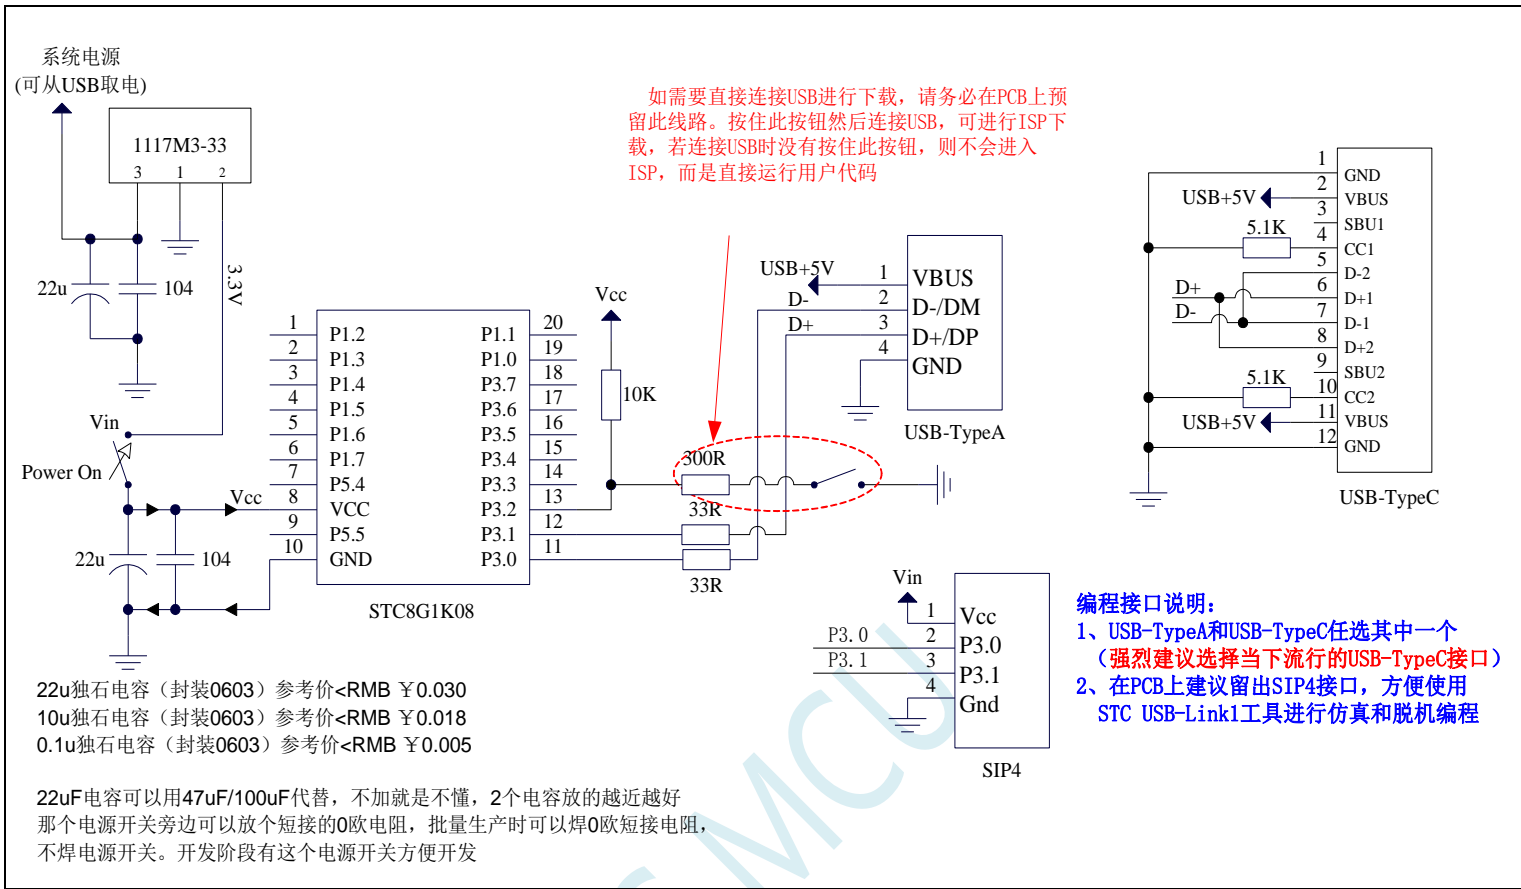 系统电源
(可从USB取电)
1117M3-33
3 1 2
22u
104
3.3V
如需要直接连接USB进行下载，请务必在PCB上预
留此线路。按住此按钮然后连接USB，可进行ISP下
载，若连接USB时没有按住此按钮，则不会进入
ISP，而是直接运行用户代码
Vin
Power On
Vcc
22u
104
1 P1.2
2 P1.3
3 P1.4
4 P1.5
5 P1.6
6 P1.7
7 P5.4
8 VCC
9 P5.5
10 GND
P1.1 20
P1.0 19
P3.7 18
P3.6 17
P3.5 16
P3.4 15
P3.3 14
P3.2 13
P3.1 12
P3.0 11
STC8G1K08
Vcc
10K
300R
33R
33R
USB+5V
D-
D+
1 VBUS
2 D-/DM
3 D+/DP
4 GND
USB-TypeA
USB+5V
5.1K
D+
D-
5.1K
USB+5V
1 GND
2 VBUS
3 SBU1
4 CC1
5 D-2
6 D+1
7 D-1
8 D+2
9 SBU2
10 CC2
11 VBUS
12 GND
USB-TypeC
Vin
P3.0
P3.1
1 Vcc
2 P3.0
3 P3.1
4 Gnd
SIP4
编程接口说明：
1、USB-TypeA和USB-TypeC任选其中一个
（强烈建议选择当下流行的USB-TypeC接口）
2、在PCB上建议留出SIP4接口，方便使用
STC USB-Link1工具进行仿真和脱机编程
22u独石电容（封装0603）参考价<RMB ￥0.030
10u独石电容（封装0603）参考价<RMB ￥0.018
0.1u独石电容（封装0603）参考价<RMB ￥0.005
22uF电容可以用47uF/100uF代替，不加就是不懂，2个电容放的越近越好
那个电源开关旁边可以放个短接的0欧电阻，批量生产时可以焊0欧短接电阻，
不焊电源开关。开发阶段有这个电源开关方便开发
MCU